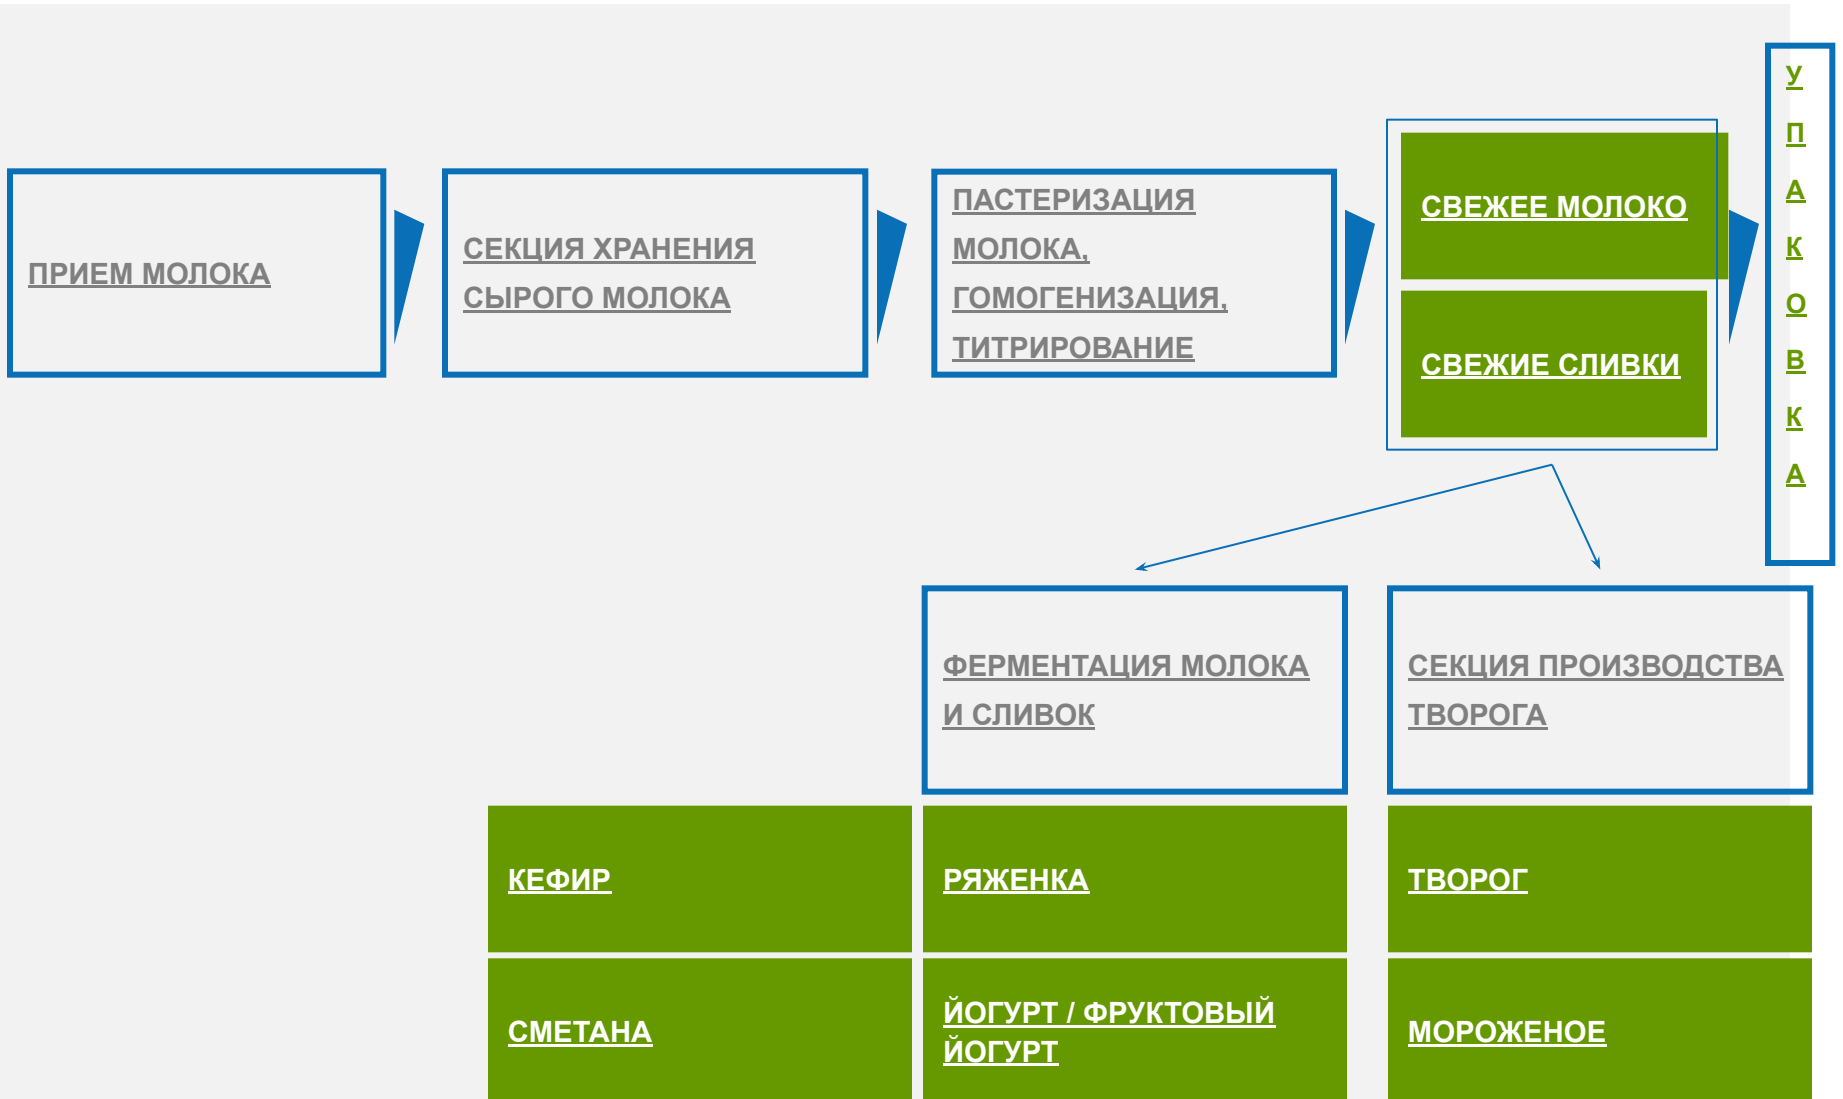 ПРИЕМ МОЛОКА
СЕКЦИЯ ХРАНЕНИЯ
СЫРОГО МОЛОКА
ПАСТЕРИЗАЦИЯ
МОЛОКА,
ГОМОГЕНИЗАЦИЯ,
ТИТРИРОВАНИЕ
СВЕЖЕЕ МОЛОКО
СВЕЖИЕ СЛИВКИ
У
П
А
К
О
В
К
А
ФЕРМЕНТАЦИЯ МОЛОКА
И СЛИВОК
СЕКЦИЯ ПРОИЗВОДСТВА
ТВОРОГА
КЕФИР
РЯЖЕНКА
ТВОРОГ
СМЕТАНА
ЙОГУРТ / ФРУКТОВЫЙ
ЙОГУРТ
МОРОЖЕНОЕ